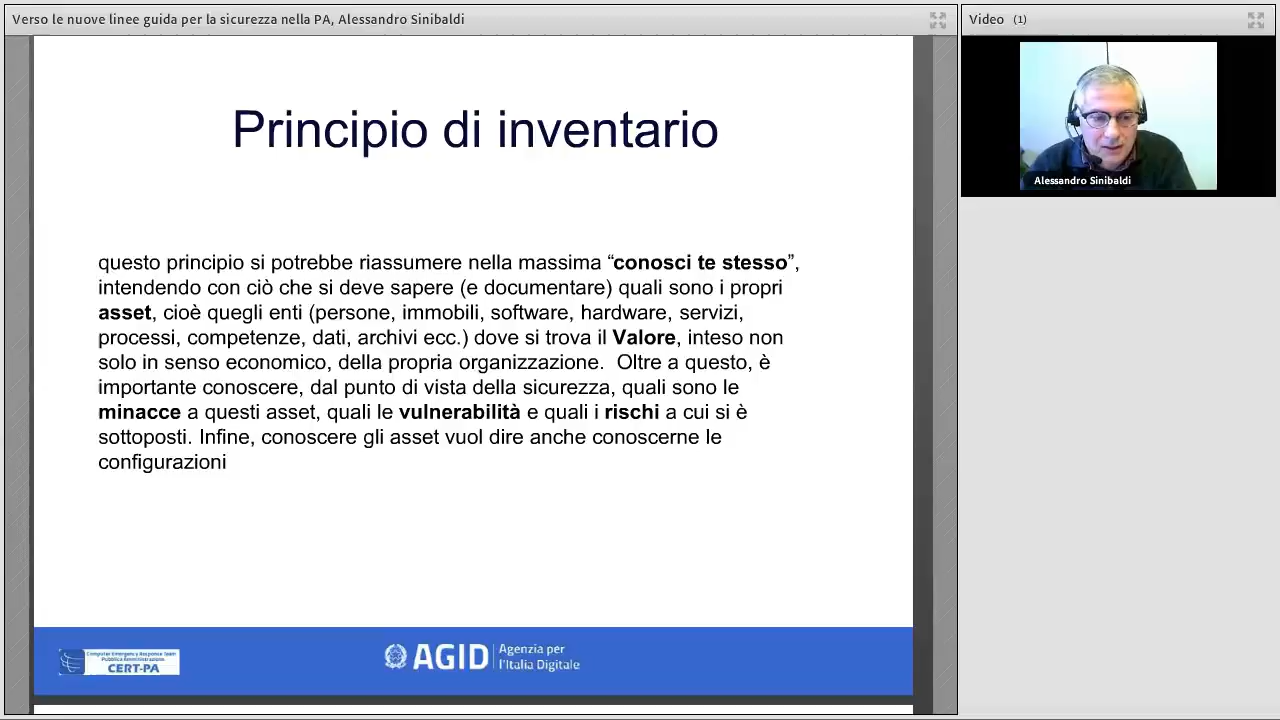 Verso le nuove linee guida per la sicurezza nella PA, Alessandro Sinibaldi
Video (1)
Alessandro Sinibaldi
Principio di inventario
questo principio si potrebbe riassumere nella massima “conosci te stesso”,
intendendo con ciò che si deve sapere (e documentare) quali sono i propri
asset, cioè quegli enti (persone, immobili, software, hardware, servizi,
processi, competenze, dati, archivi ecc.) dove si trova il Valore, inteso non
solo in senso economico, della propria organizzazione.  Oltre a questo, è
importante conoscere, dal punto di vista della sicurezza, quali sono le
minacce a questi asset, quali le vulnerabilità e quali i rischi a cui si è
sottoposti. Infine, conoscere gli asset vuol dire anche conoscerne le
configurazioni
Computer Emergency Response Team
Pubblica Amministrazione
CERT-PA
AGID
Agenzia per
l'Italia Digitale